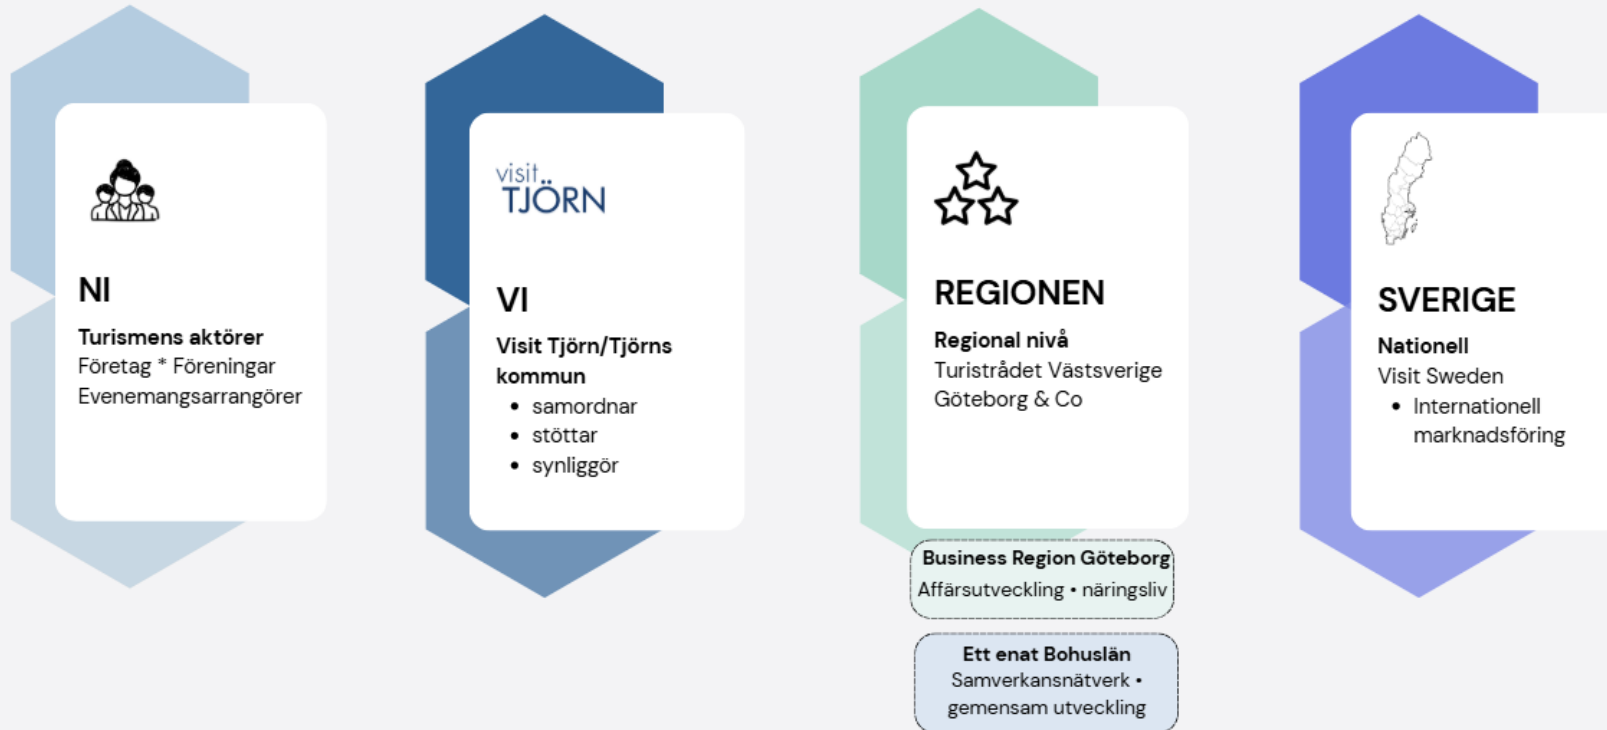 NI
Turismens aktörer
Företag * Föreningar
Evenemangsarrangörer
visit
TJÖRN
VI
Visit Tjörn/Tjörns
kommun
• samordnar
• stöttar
• synliggör
REGIONEN
Regional nivå
Turistrådet Västsverige
Göteborg & Co
Business Region Göteborg
Affärsutveckling • näringsliv
Ett enat Bohuslän
Samverkansnätverk •
gemensam utveckling
SVERIGE
Nationell
Visit Sweden
• Internationell
marknadsföring